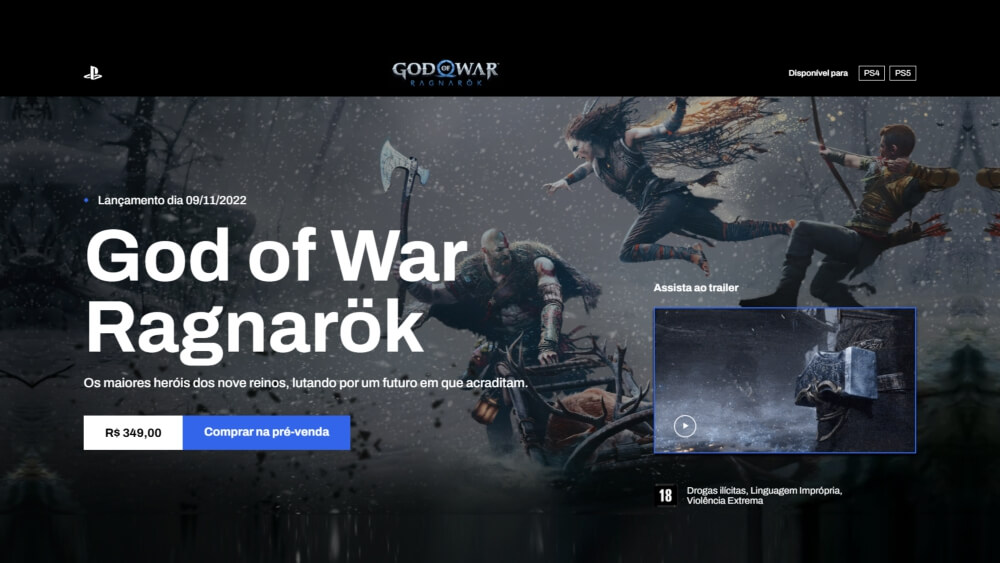 GOD OF WAR
RAGNARÖK
Disponível para
PS4
PS5
Lançamento dia 09/11/2022
God of War
Ragnarök
Os maiores heróis dos nove reinos, lutando por um futuro em que acreditam.
R$ 349,00
Comprar na pré-venda
Assista ao trailer
18
Drogas ilícitas, Linguagem Imprópria,
Violência Extrema